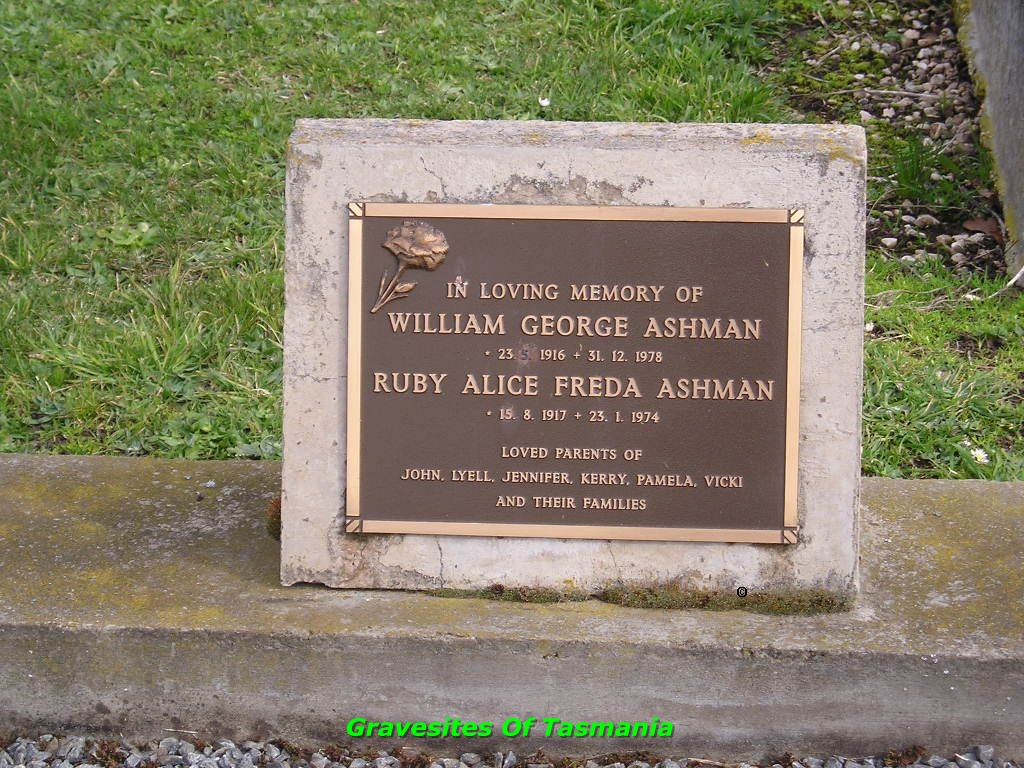 IN LOVING MEMORY OF
WILLIAM GEORGE ASHMAN
* 23. 5. 1916 + 31. 12. 1978
RUBY ALICE FREDA ASHMAN
* 15. 8. 1917 + 23. 1. 1974
LOVED PARENTS OF
JOHN, LYELL, JENNIFER, KERRY, PAMELA, VICKI
AND THEIR FAMILIES
©
Gravesites Of Tasmania